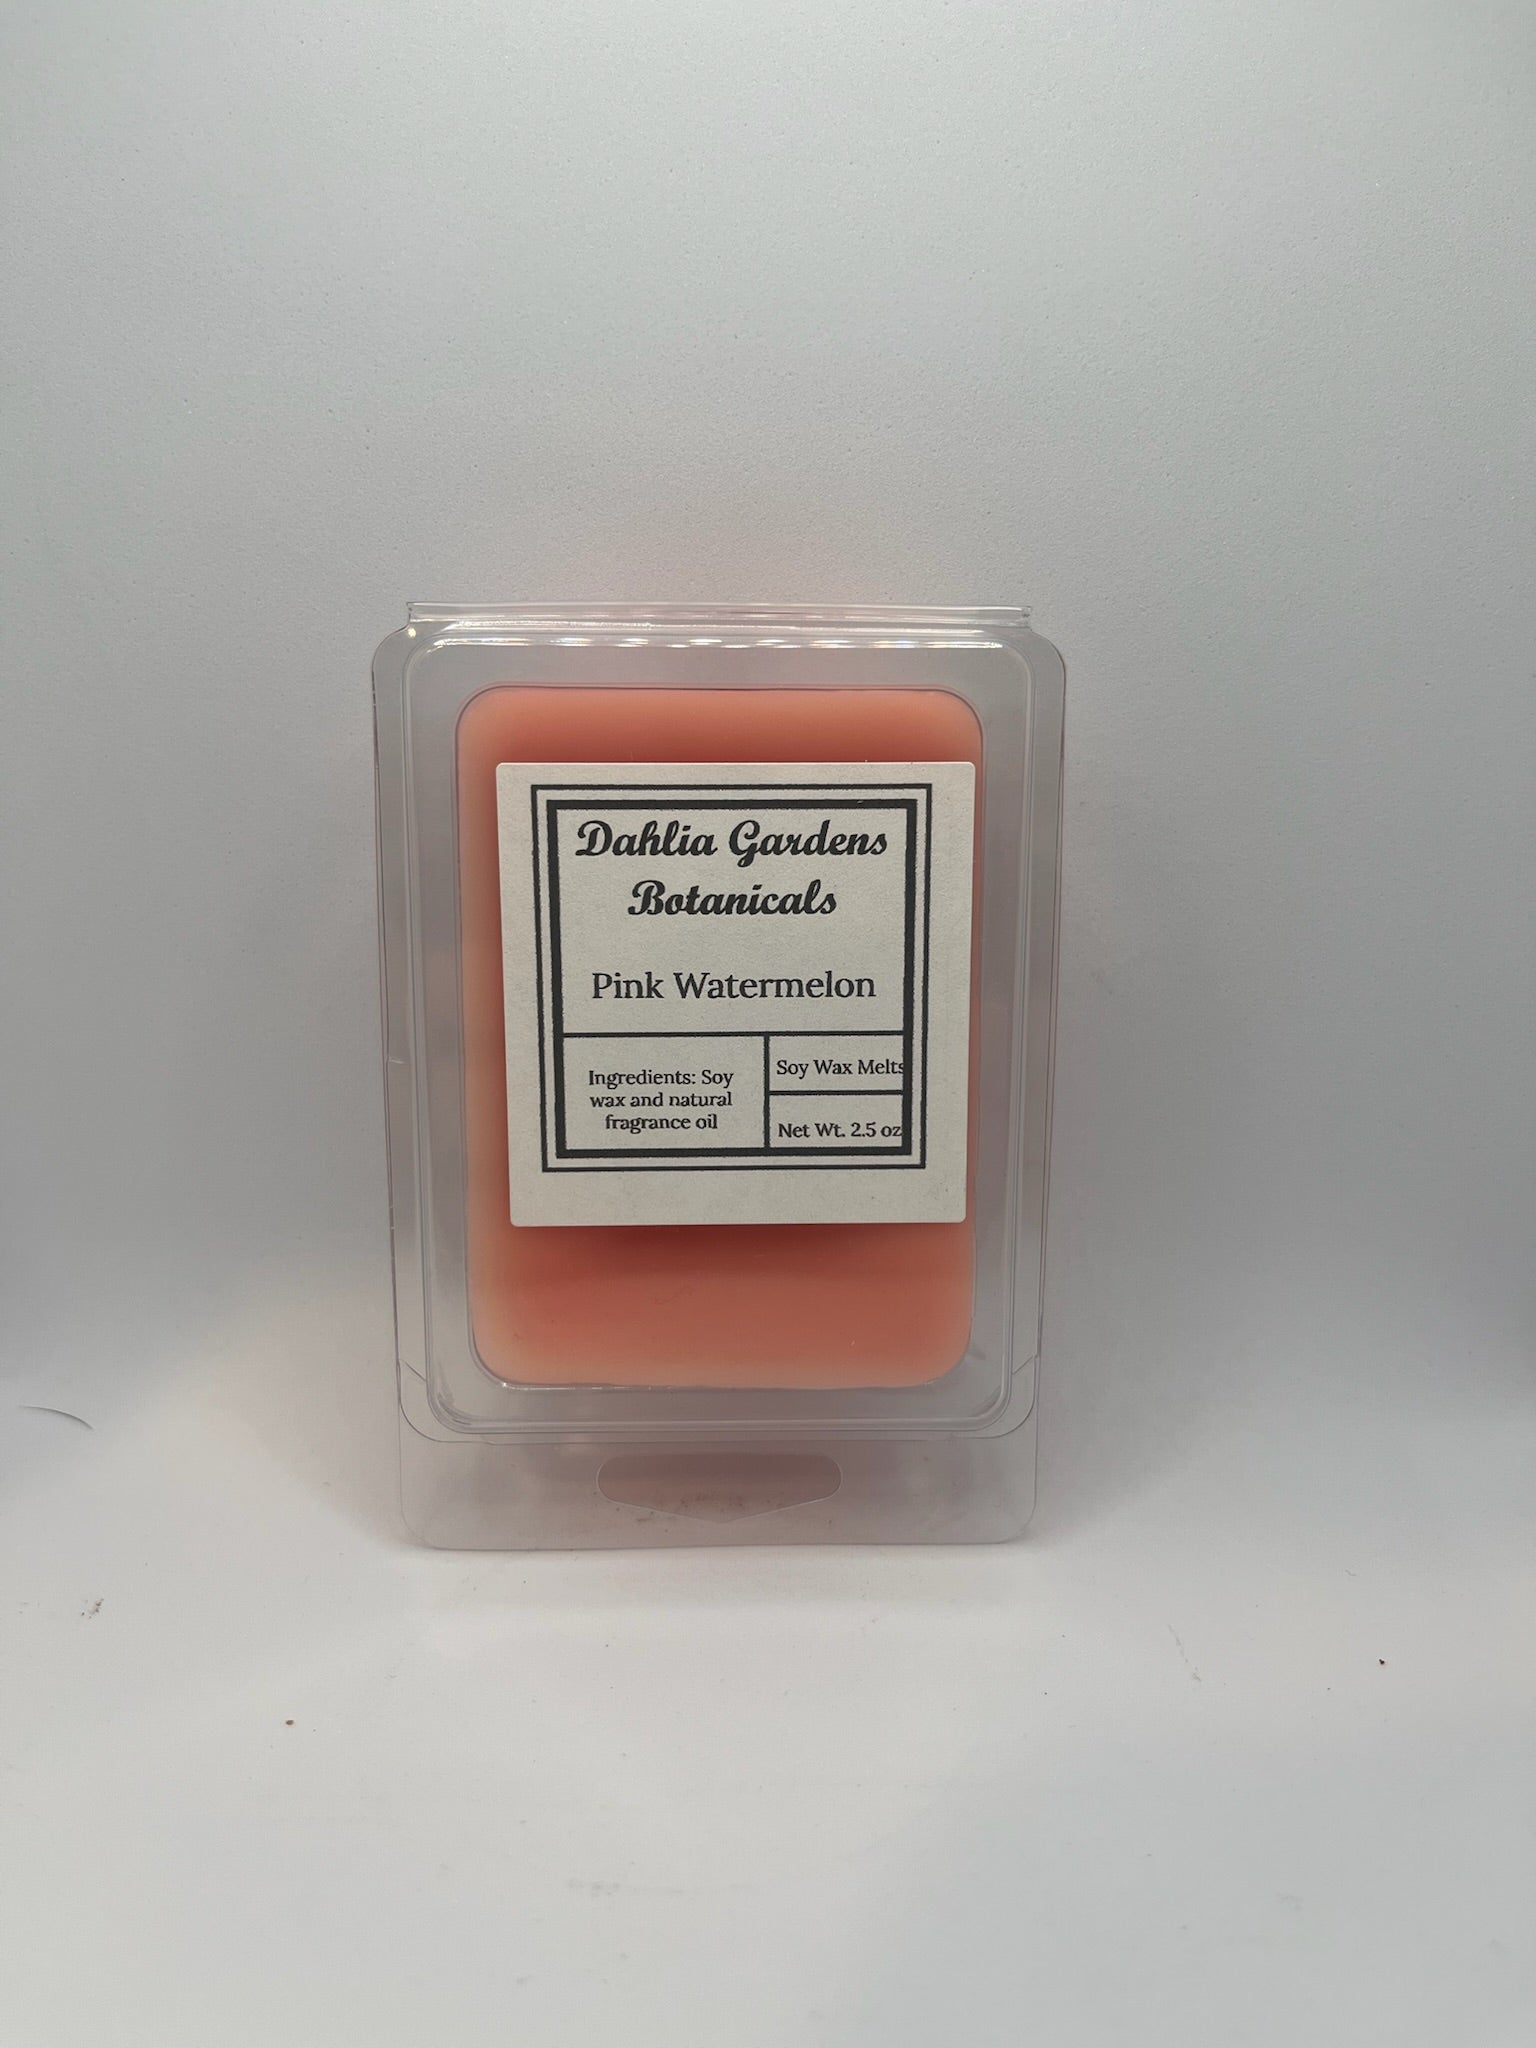 Dahlia Gardens
Botanicals
Pink Watermelon
Ingredients: Soy
wax and natural
fragrance oil
Soy Wax Melts
Net Wt. 2.5 oz